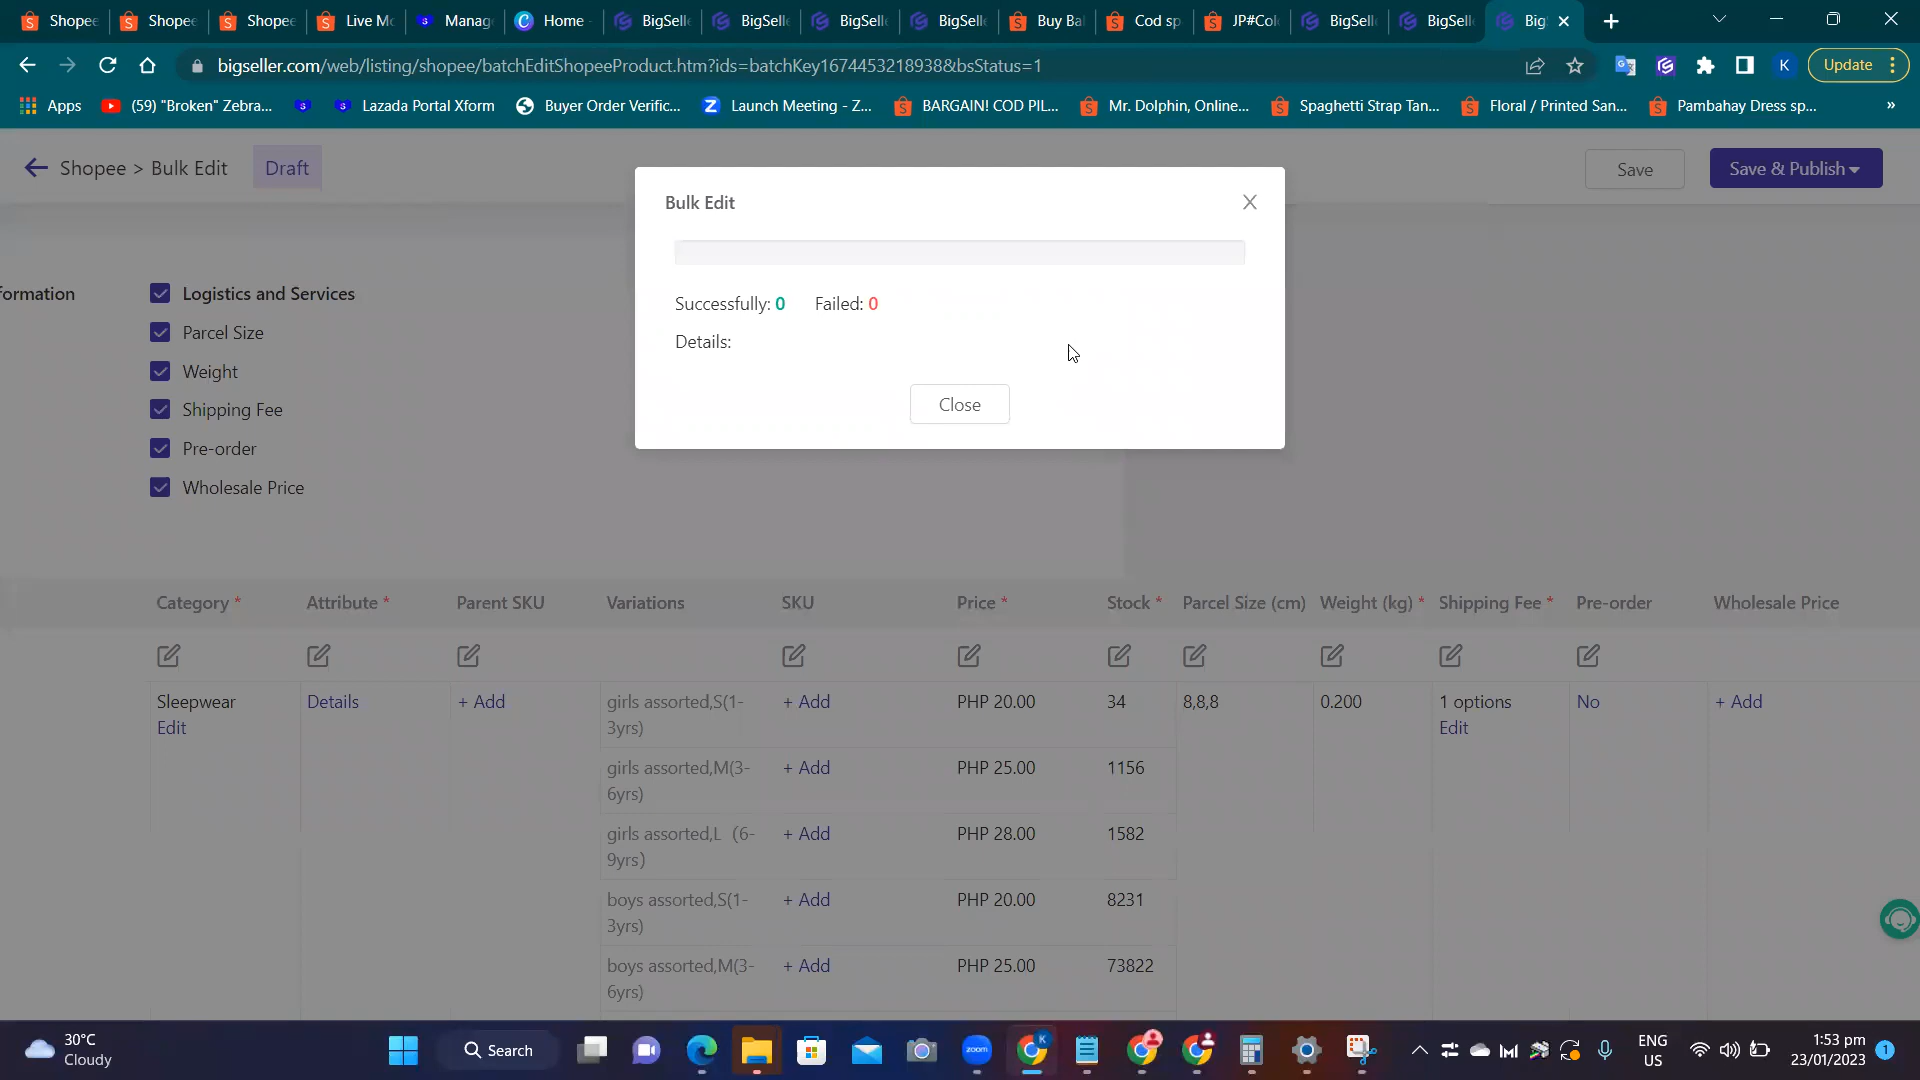 Shopee
Shopee
Shopee
Live Mo
Manag
Home -
BigSelle
BigSelle
BigSelle
BigSelle
Buy Bal
Cod sp
JP#Colo
BigSelle
BigSelle
BigS
bigseller.com/web/listing/shopee/batchEditShopeeProduct.htm?ids=batchKey1674453218938&bsStatus=1
K
Update
Apps
(59) "Broken" Zebra...
Lazada Portal Xform
Buyer Order Verific...
Launch Meeting - Z...
BARGAIN! COD PIL...
Mr. Dolphin, Online...
Spaghetti Strap Tan...
Floral / Printed San...
Pambahay Dress sp...
»
Shopee > Bulk Edit
Draft
Save
Save & Publish
Bulk Edit
Successfully: 0 Failed: 0
Details:
Close
formation
Logistics and Services
Parcel Size
Weight
Shipping Fee
Pre-order
Wholesale Price
Category * Attribute * Parent SKU Variations SKU Price * Stock * Parcel Size (cm) Weight (kg) * Shipping Fee * Pre-order Wholesale Price
Sleepwear
Edit
Details
+ Add
girls assorted,S(1-
3yrs)
+ Add
PHP 20.00
34
8,8,8
0.200
1 options
Edit
No
+ Add
girls assorted,M(3-
6yrs)
+ Add
PHP 25.00
1156
girls assorted,L (6-
9yrs)
+ Add
PHP 28.00
1582
boys assorted,S(1-
3yrs)
+ Add
PHP 20.00
8231
boys assorted,M(3-
6yrs)
+ Add
PHP 25.00
73822
30°C
Cloudy
Search
zoom
K
ENG
US
1:53 pm
23/01/2023
1